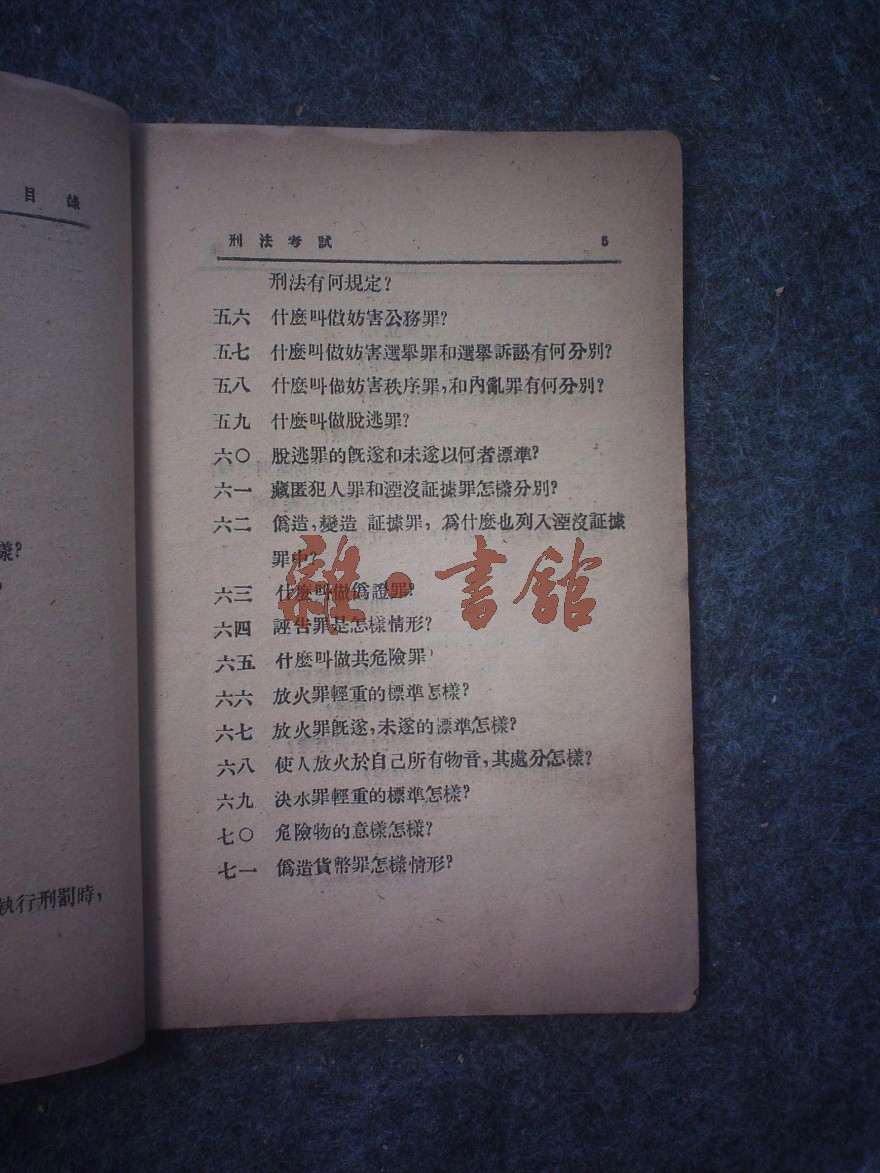 目錄
樣?
執行刑罰時，
刑法考試 5
刑法有何規定?
五六 什麼叫做妨害公務罪?
五七 什麼叫做妨害選舉罪和選舉訴訟有何分別?
五八 什麼叫做妨害秩序罪，和內亂罪有何分別?
五九 什麼叫做脫逃罪?
六〇 脫逃罪的既遂和未遂以何者標準?
六一 藏匿犯人罪和湮沒証據罪怎樣分別?
六二 偽造，變造 証據罪，為什麼也列入湮沒証據
罪中?
六三 什麼叫做偽證罪?
六四 誣告罪是怎樣情形?
六五 什麼叫做共危險罪
六六 放火罪輕重的標準怎樣?
六七 放火罪既遂，未遂的標準怎樣?
六八 使人放火於自己所有物音，其處分怎樣?
六九 決水罪輕重的標準怎樣?
七〇 危險物的意樣怎樣?
七一 偽造貨幣罪怎樣情形?
雜·書館